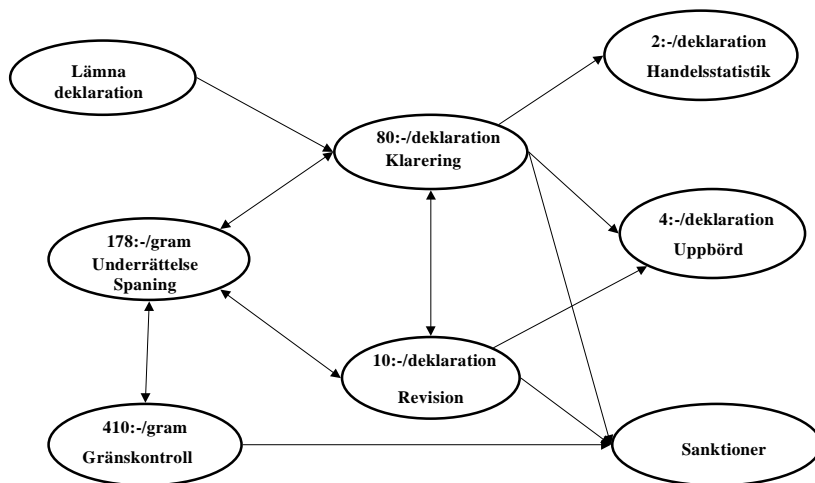 Lämna
deklaration
2:-/deklaration
Handelsstatistik
80:-/deklaration
Klarering
178:-/gram
Underrättelse
Spaning
4:-/deklaration
Uppbörd
10:-/deklaration
Revision
410:-/gram
Gränskontroll
Sanktioner